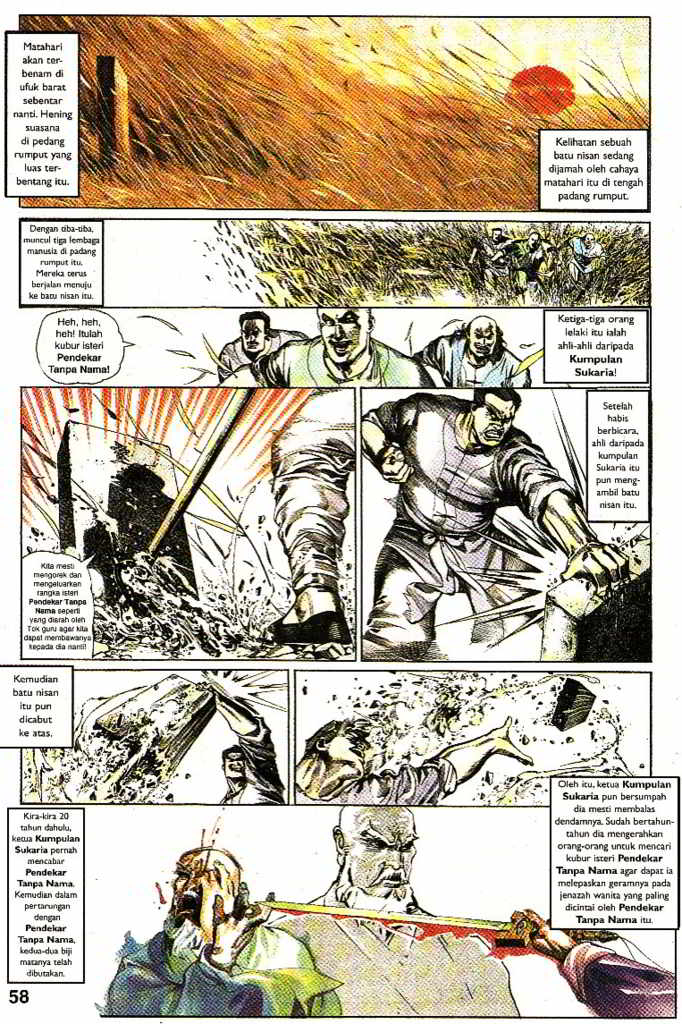 Matahari
akan ter-
benam di
ufuk barat
sebentar
nanti. Hening
suasana
di pedang
rumput yang
luas ter-
bentang itu.
Kelihatan sebuah
batu nisan sedang
dijamah oleh cahaya
matahari itu di tengah
padang rumput.
Dengan tiba-tiba,
muncul tiga lembaga
manusia di padang
rumput itu.
Mereka terus
berjalan menuju
ke batu nisan itu.
Heh, heh,
heh! Itulah
kubur isteri
Pendekar
Tanpa Nama!
Ketiga-tiga orang
lelaki itu ialah
ahli-ahli daripada
Kumpulan
Sukaria!
Setelah
habis
berbicara,
ahli daripada
kumpulan
Sukaria itu
pun meng-
ambil batu
nisan itu.
Kita mesti
mengorek dan
mengeluarkan
rangka isteri
Pendekar Tanpa
Nama seperti
yang disrah oleh
Tok guru agar kita
dapat membawanya
kepada dia nanti!
Kemudian
batu nisan
itu pun
dicabut
ke atas.
Kira-kira 20
tahun dahulu,
ketua Kumpulan
Sukaria pernah
mencabar
Pendekar
Tanpa Nama.
Kemudian dalam
pertarungan
dengan
Pendekar
Tanpa Nama,
kedua-dua biji
matanya telah
dibutakan.
Oleh itu, ketua Kumpulan
Sukaria pun bersumpah
dia mesti membalas
dendamnya. Sudah bertahun-
tahun dia mengerahkan
orang-orang untuk mencari
kubur isteri Pendekar
Tanpa Nama agar dapat ia
melepaskan geramnya pada
jenazah wanita yang paling
dicintai oleh Pendekar
Tanpa Nama itu.
58